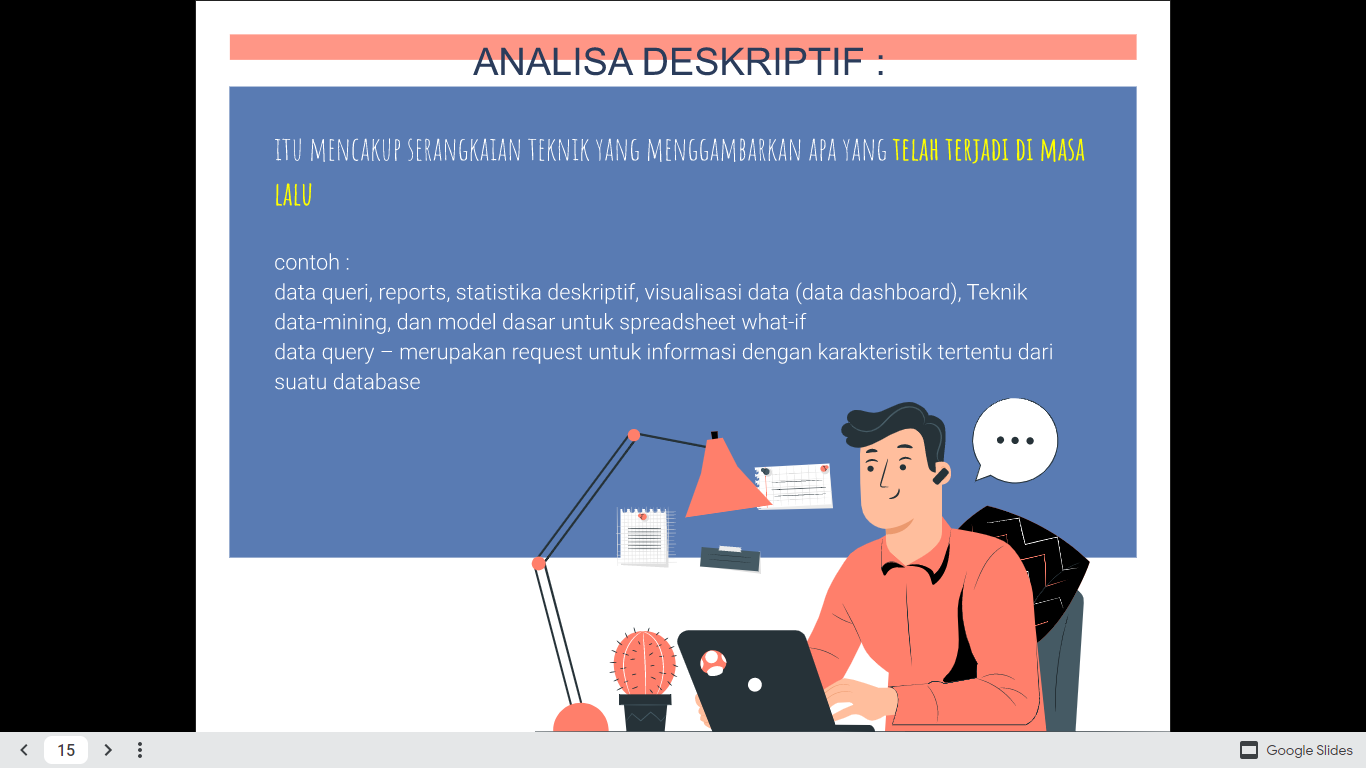 ANALISA DESKRIPTIF :
ITU MENCAKUP SERANGKAIAN TEKNIK YANG MENGGAMBARKAN APA YANG TELAH TERJADI DI MASA
LALU
contoh :
data queri, reports, statistika deskriptif, visualisasi data (data dashboard), Teknik
data-mining, dan model dasar untuk spreadsheet what-if
data query – merupakan request untuk informasi dengan karakteristik tertentu dari
suatu database
15
Google Slides